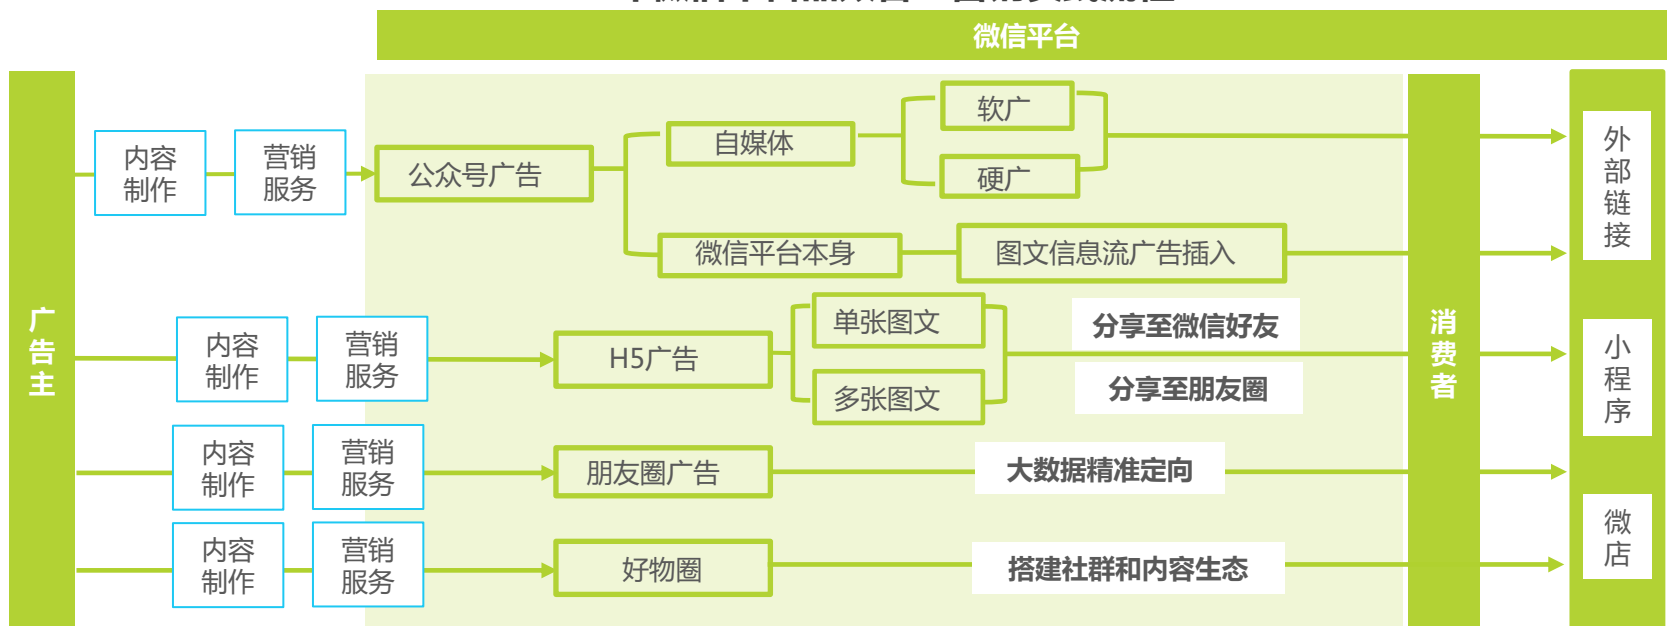 微信平台
广告主
内容
制作
营销
服务
公众号广告
自媒体
软广
硬广
微信平台本身
图文信息流广告插入
内容
制作
营销
服务
H5广告
单张图文
多张图文
分享至微信好友
分享至朋友圈
内容
制作
营销
服务
朋友圈广告
大数据精准定向
内容
制作
营销
服务
好物圈
搭建社群和内容生态
消费者
外部链接
小程序
微店